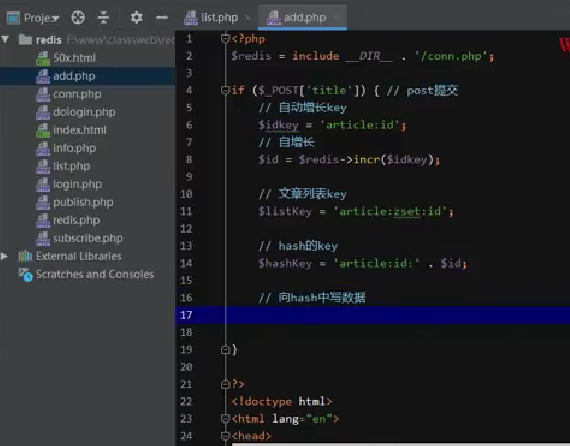 Project
list.php
add.php
redis F:\www\class\web\re
50x.html
add.php
conn.php
dologin.php
index.html
info.php
list.php
login.php
publish.php
redis.php
subscribe.php
External Libraries
Scratches and Consoles
1 <?php
2 $redis = include __DIR__ . '/conn.php';
3
4 if ($_POST['title']) { // post提交
5 // 自动增长key
6 $idkey = 'article:id';
7 // 自增长
8 $id = $redis->incr($idkey);
9
10 // 文章列表key
11 $listKey = 'article:zset:id';
12
13 // hash的key
14 $hashKey = 'article:id:' . $id;
15
16 // 向hash中写数据
17
18
19 }
20
21 ?>
22 <!doctype html>
23 <html lang="en">
24 <head>